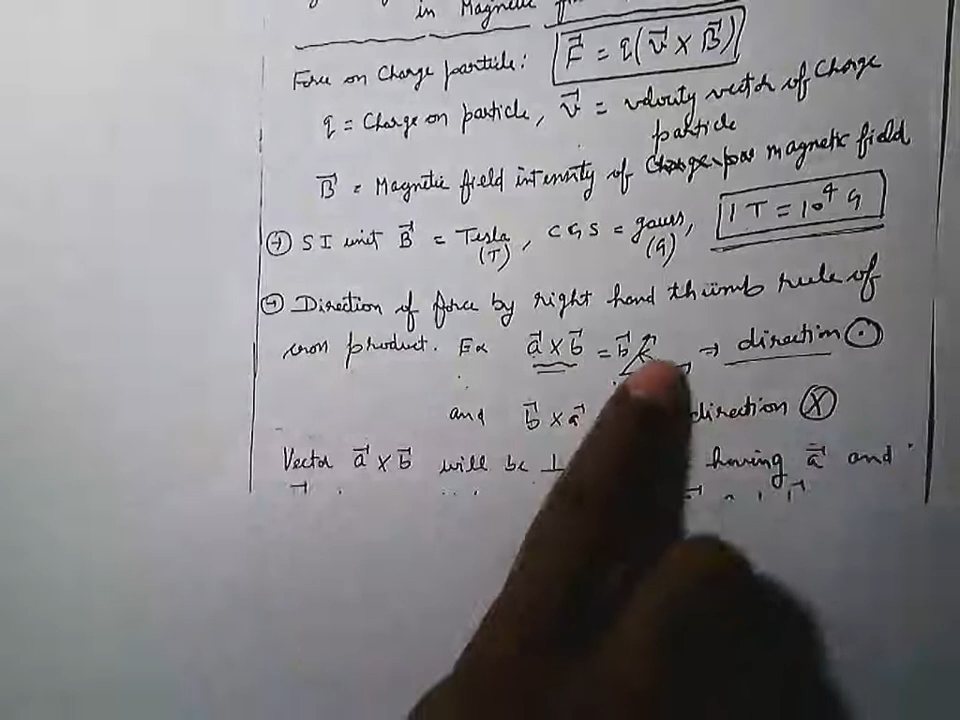 in Magnetic
Force on Charge particle: F⃗ = q(v⃗ × B⃗)
q = Charge on particle, v⃗ = velocity vector of Charge
particle
B⃗ = Magnetic field intensity of magnetic field
→ SI unit B⃗ = Tesla (T), CGS = gauss, (G) 1 T = 10⁴ G
→ Direction of force by right hand thumb rule of
cross product. Ex a⃗ × b⃗ = b⃗ → direction ⊙
and b⃗ × a⃗ direction ⊗
Vector a⃗ × b⃗ will be ⊥ having a⃗ and